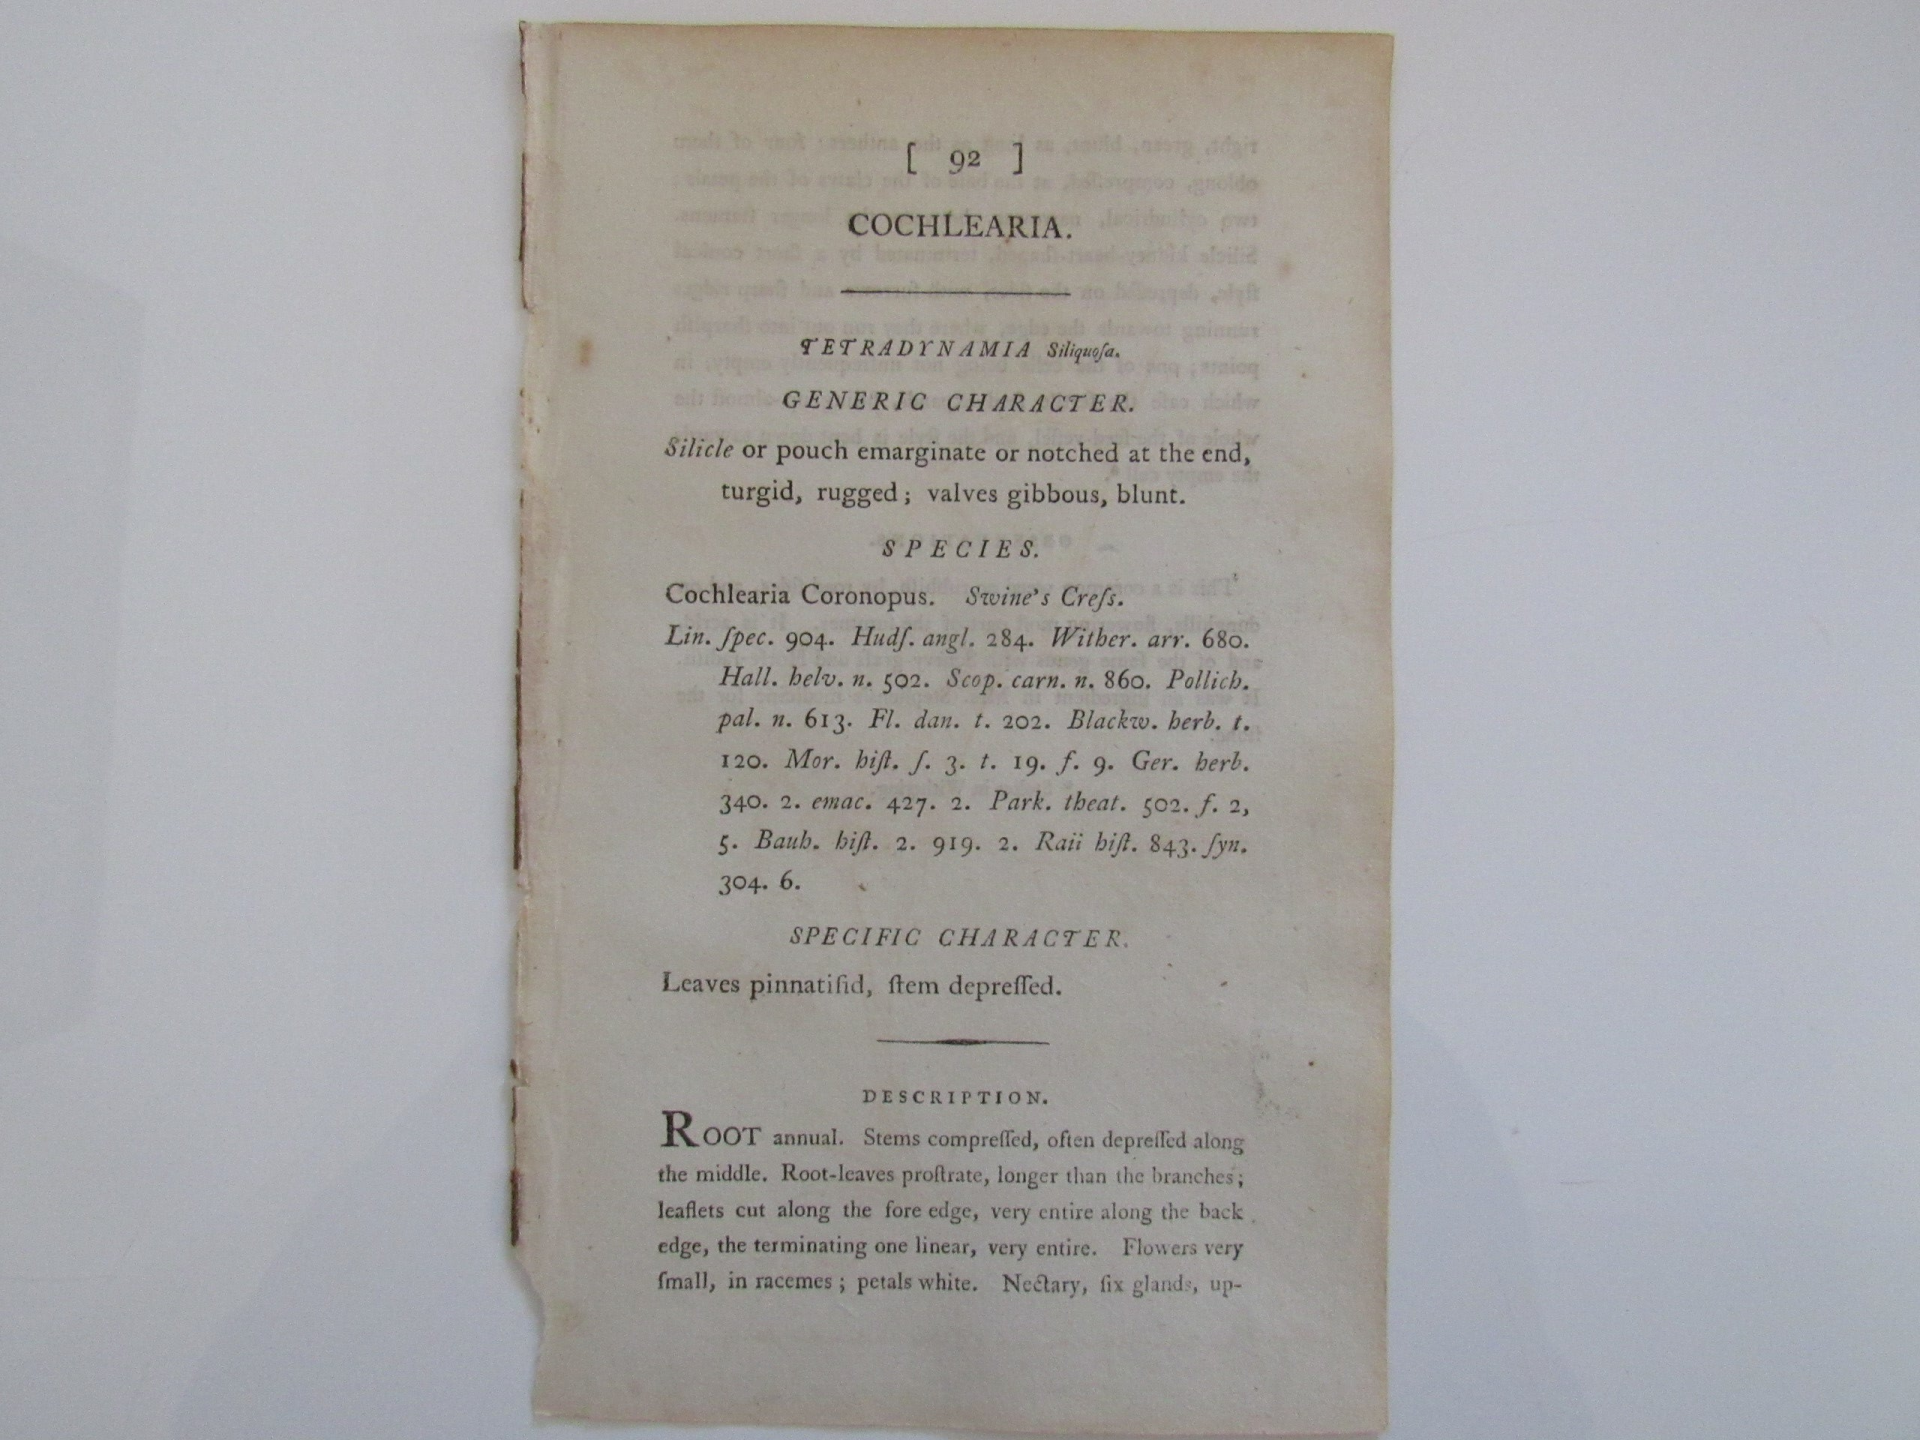 [ 92 ]
COCHLEARIA.
TETRADYNAMIA Siliquoſa.
GENERIC CHARACTER.
Silicle or pouch emarginate or notched at the end,
turgid, rugged; valves gibbous, blunt.
SPECIES.
Cochlearia Coronopus. Swine's Creſs.
Lin. ſpec. 904. Hudſ. angl. 284. Wither. arr. 680.
Hall. helv. n. 502. Scop. carn. n. 860. Pollich.
pal. n. 613. Fl. dan. t. 202. Blackw. herb. t.
120. Mor. hiſt. ſ. 3. t. 19. f. 9. Ger. herb.
340. 2. emac. 427. 2. Park. theat. 502. f. 2,
5. Bauh. hiſt. 2. 919. 2. Raii hiſt. 843. ſyn.
304. 6.
SPECIFIC CHARACTER.
Leaves pinnatifid, ſtem depreſſed.
DESCRIPTION.
ROOT annual. Stems compreſſed, often depreſſed along
the middle. Root-leaves proſtrate, longer than the branches;
leaflets cut along the fore edge, very entire along the back
edge, the terminating one linear, very entire. Flowers very
ſmall, in racemes; petals white. Nectary, ſix glands, up-